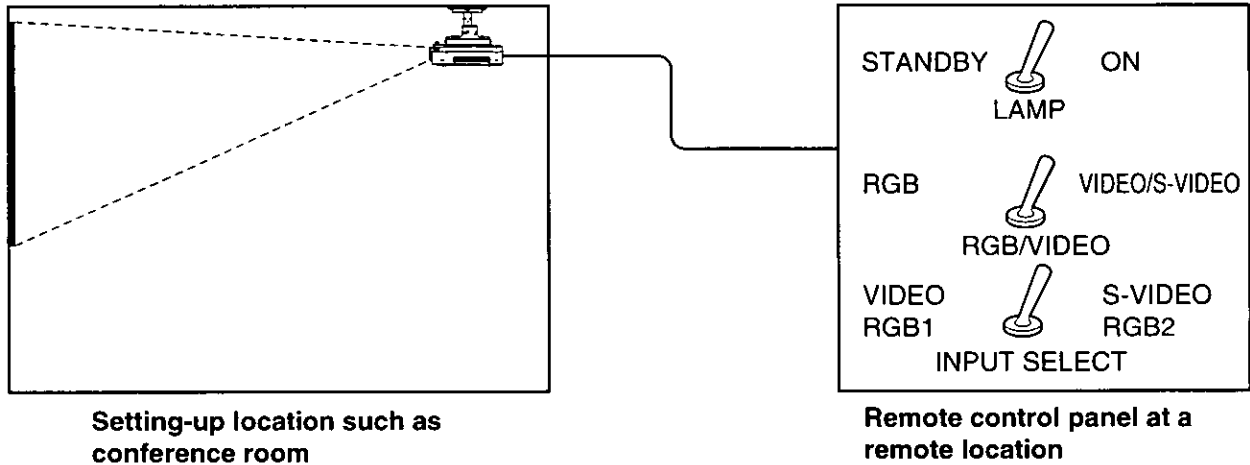 STANDBY ON
LAMP
RGB VIDEO/S-VIDEO
RGB/VIDEO
VIDEO S-VIDEO
RGB1 RGB2
INPUT SELECT
Setting-up location such as
conference room
Remote control panel at a
remote location